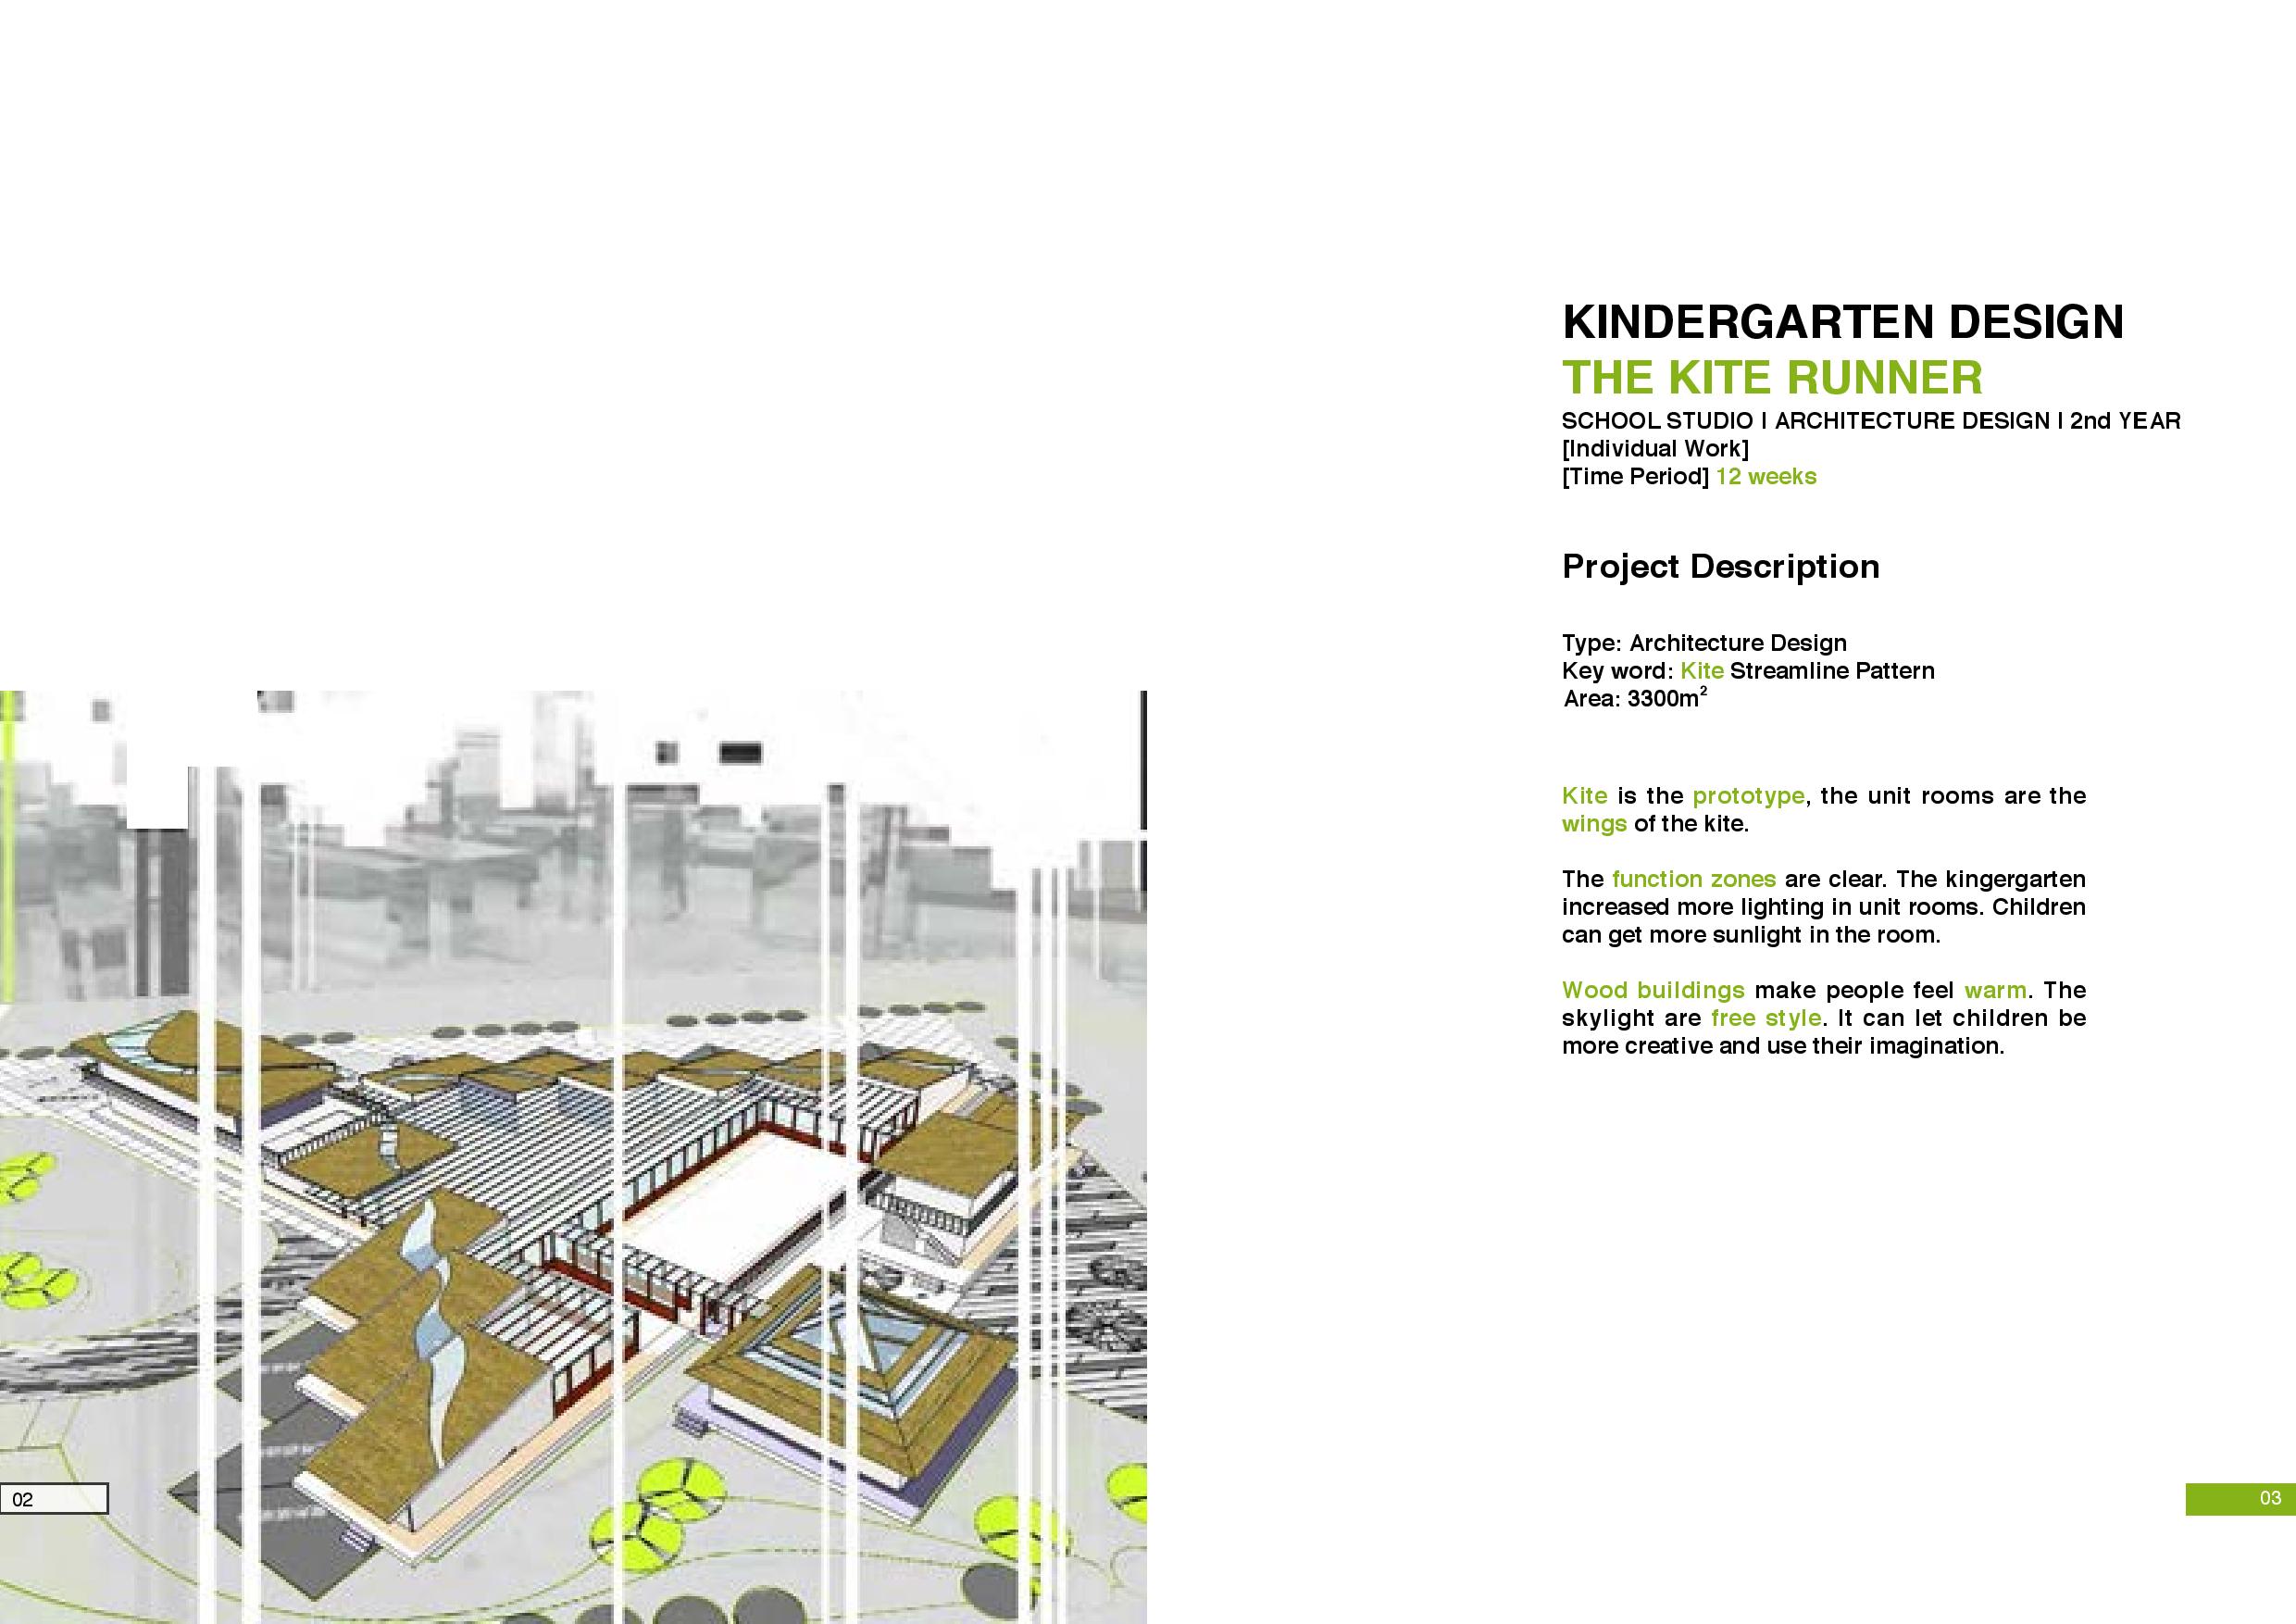 KINDERGARTEN DESIGN
THE KITE RUNNER
SCHOOL STUDIO I ARCHITECTURE DESIGN I 2nd YEAR
[Individual Work]
[Time Period] 12 weeks
Project Description
Type: Architecture Design
Key word: Kite Streamline Pattern
Area: 3300m²
Kite is the prototype, the unit rooms are the
wings of the kite.
The function zones are clear. The kingergarten
increased more lighting in unit rooms. Children
can get more sunlight in the room.
Wood buildings make people feel warm. The
skylight are free style. It can let children be
more creative and use their imagination.
02
03